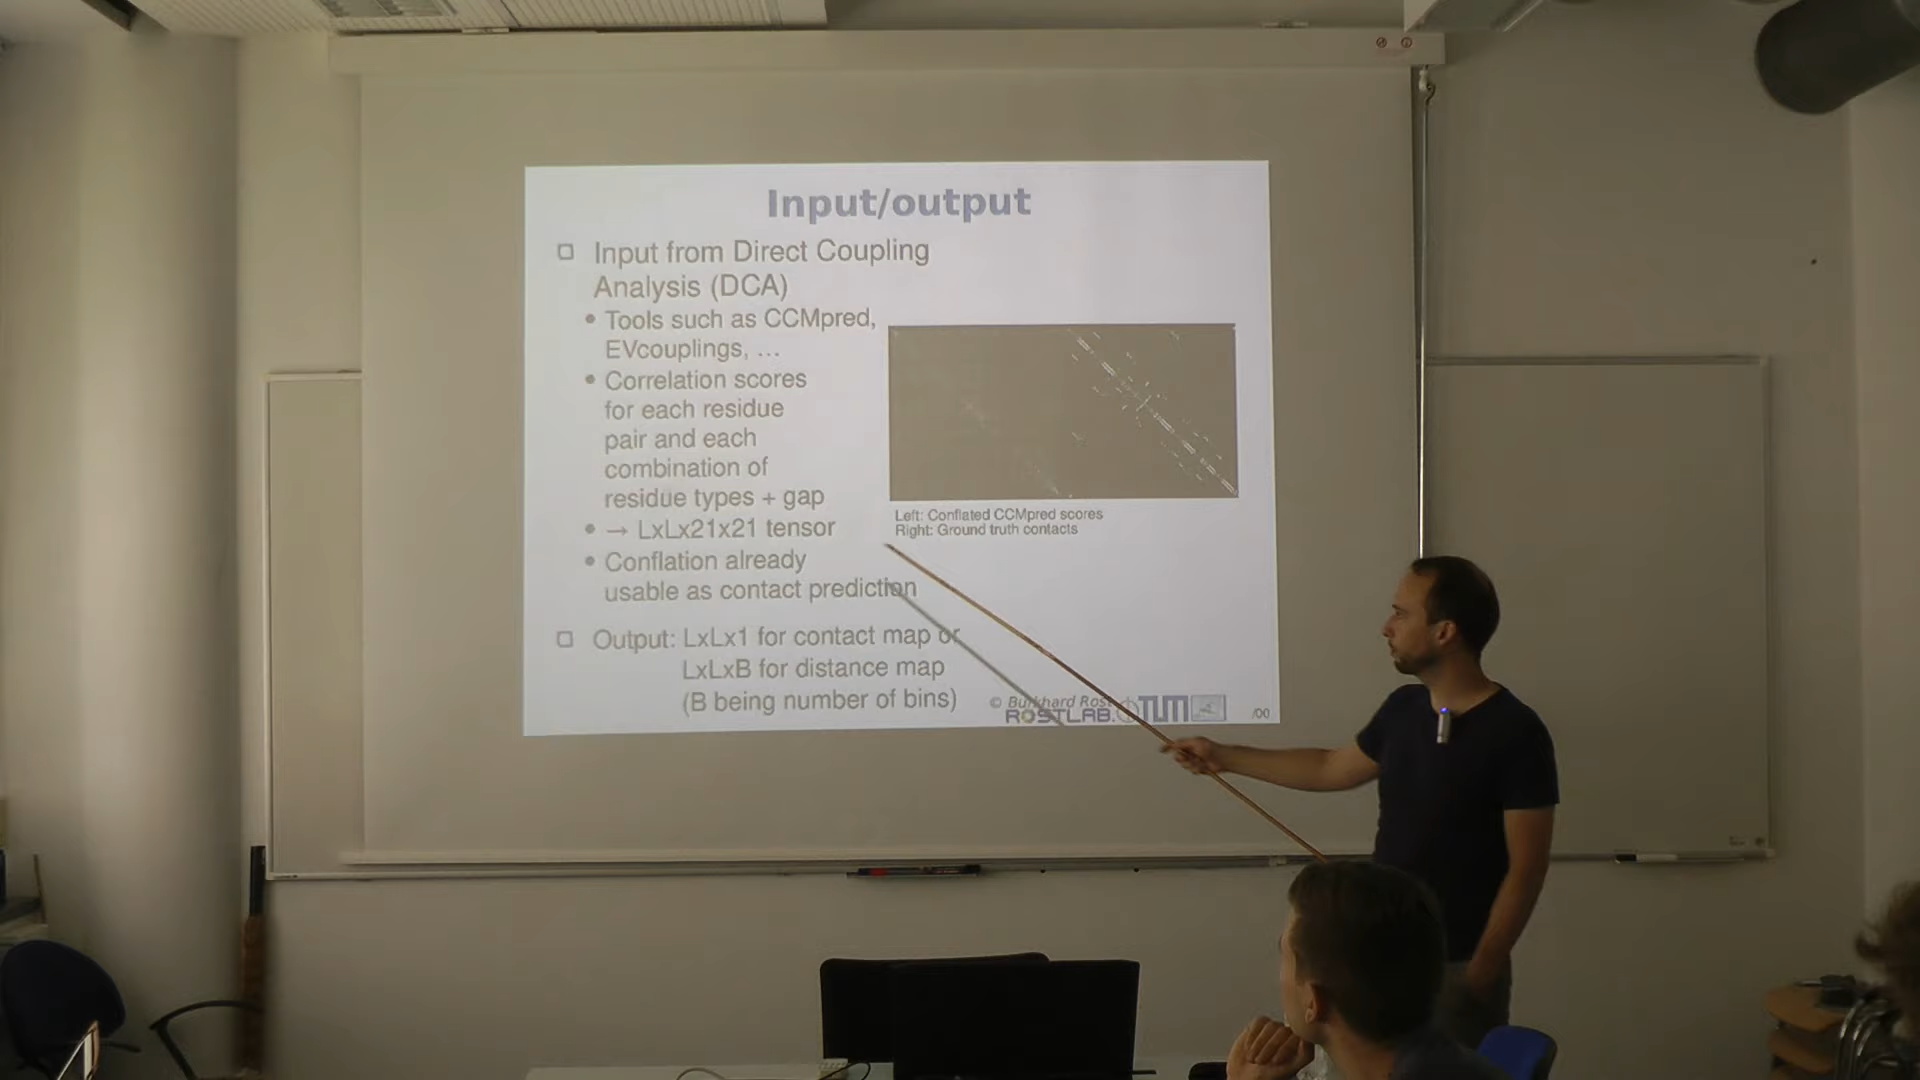 Input/output
Input from Direct Coupling
Analysis (DCA)
• Tools such as CCMpred,
EVcouplings, ...
• Correlation scores
for each residue
pair and each
combination of
residue types + gap
• → LxLx21x21 tensor
• Conflation already
usable as contact prediction
Left: Conflated CCMpred scores
Right: Ground truth contacts
Output: LxLx1 for contact map or
LxLxB for distance map
(B being number of bins)
© Burkhard Rost
ROSTLAB. TUM
/00